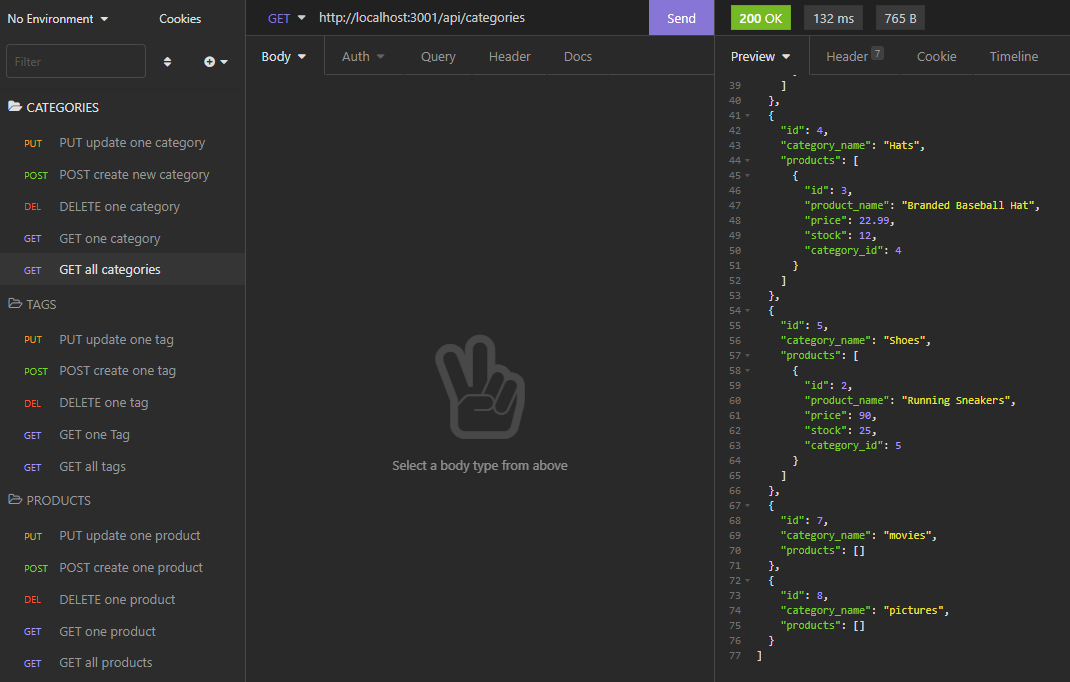 No Environment
Cookies
Filter
CATEGORIES
PUT PUT update one category
POST POST create new category
DEL DELETE one category
GET GET one category
GET GET all categories
TAGS
PUT PUT update one tag
POST POST create one tag
DEL DELETE one tag
GET GET one Tag
GET GET all tags
PRODUCTS
PUT PUT update one product
POST POST create one product
DEL DELETE one product
GET GET one product
GET GET all products
GET http://localhost:3001/api/categories Send
Body Auth Query Header Docs
Select a body type from above
200 OK 132 ms 765 B
Preview Header 7 Cookie Timeline
39 ]
40 },
41 {
42 "id": 4,
43 "category_name": "Hats",
44 "products": [
45 {
46 "id": 3,
47 "product_name": "Branded Baseball Hat",
48 "price": 22.99,
49 "stock": 12,
50 "category_id": 4
51 }
52 ]
53 },
54 {
55 "id": 5,
56 "category_name": "Shoes",
57 "products": [
58 {
59 "id": 2,
60 "product_name": "Running Sneakers",
61 "price": 90,
62 "stock": 25,
63 "category_id": 5
64 }
65 ]
66 },
67 {
68 "id": 7,
69 "category_name": "movies",
70 "products": []
71 },
72 {
73 "id": 8,
74 "category_name": "pictures",
75 "products": []
76 }
77 ]